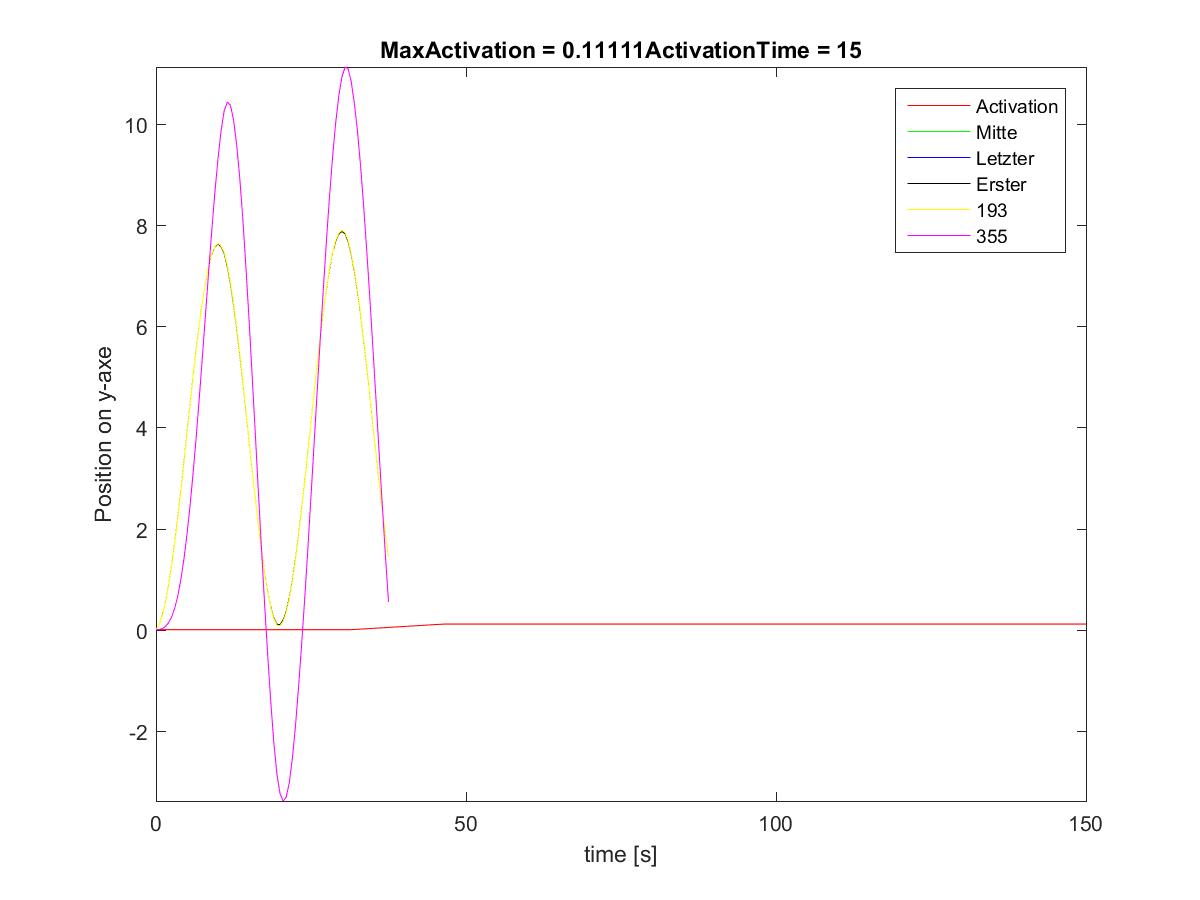 MaxActivation = 0.11111ActivationTime = 15
Activation
Mitte
Letzter
Erster
193
355
10
8
6
4
2
0
-2
Position on y-axe
0
50
100
150
time [s]